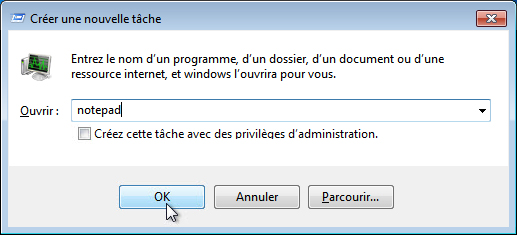 Créer une nouvelle tâche
Entrez le nom d'un programme, d'un dossier, d'un document ou d'une
ressource internet, et windows l'ouvrira pour vous.
Ouvrir : notepad
Créez cette tâche avec des privilèges d'administration.
OK Annuler Parcourir...